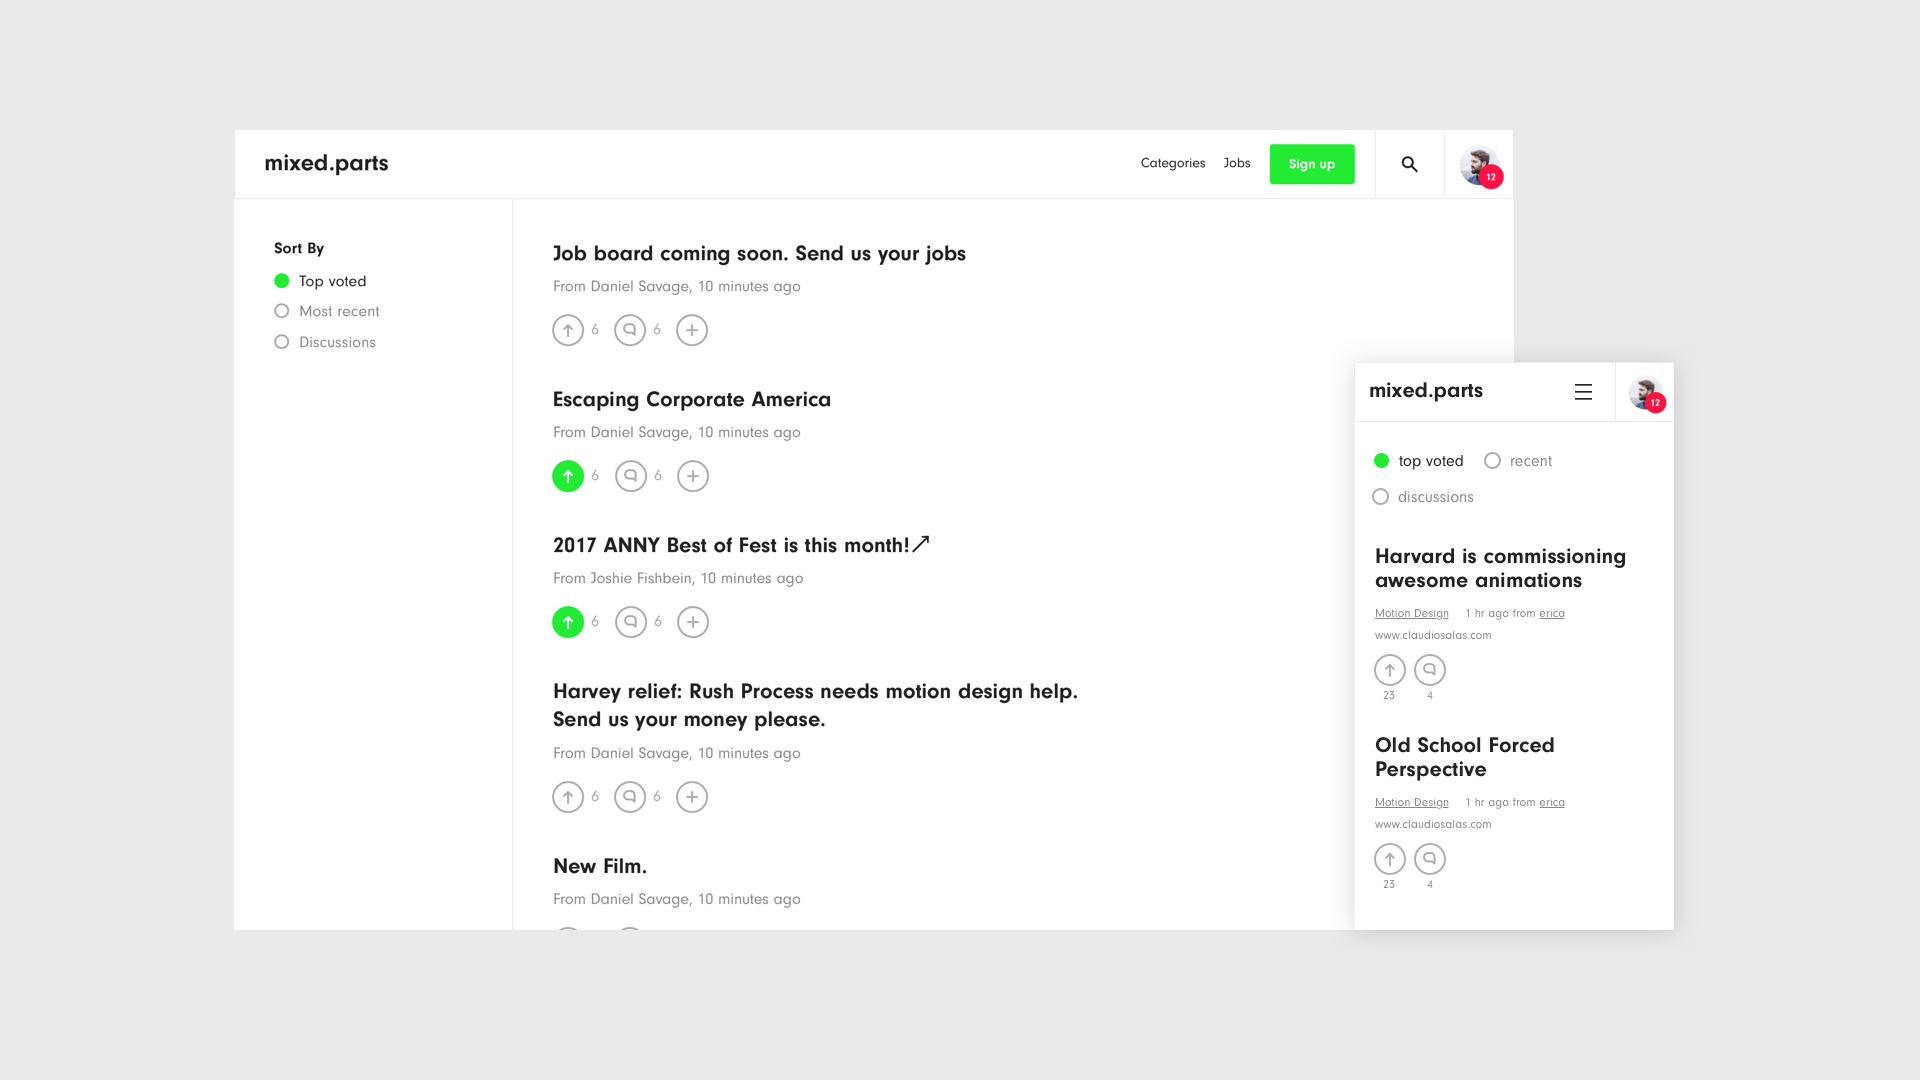 mixed.parts
Categories Jobs Sign up
12
Sort By
Top voted
Most recent
Discussions
Job board coming soon. Send us your jobs
From Daniel Savage, 10 minutes ago
6 6
Escaping Corporate America
From Daniel Savage, 10 minutes ago
6 6
2017 ANNY Best of Fest is this month!
From Joshie Fishbein, 10 minutes ago
6 6
Harvey relief: Rush Process needs motion design help.
Send us your money please.
From Daniel Savage, 10 minutes ago
6 6
New Film.
From Daniel Savage, 10 minutes ago
mixed.parts
12
top voted recent
discussions
Harvard is commissioning
awesome animations
Motion Design 1 hr ago from erica
www.claudiosalas.com
23 4
Old School Forced
Perspective
Motion Design 1 hr ago from erica
www.claudiosalas.com
23 4